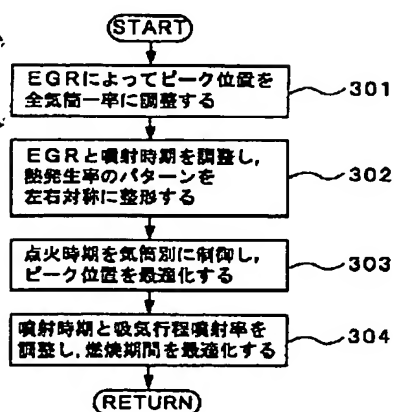 START
EGRによってピーク位置を
全気筒一率に調整する
301
EGRと噴射時期を調整し,
熱発生率のパターンを
左右対称に整形する
302
点火時期を気筒別に制御し,
ピーク位置を最適化する
303
噴射時期と吸気行程噴射率を
調整し,燃焼期間を最適化する
304
RETURN